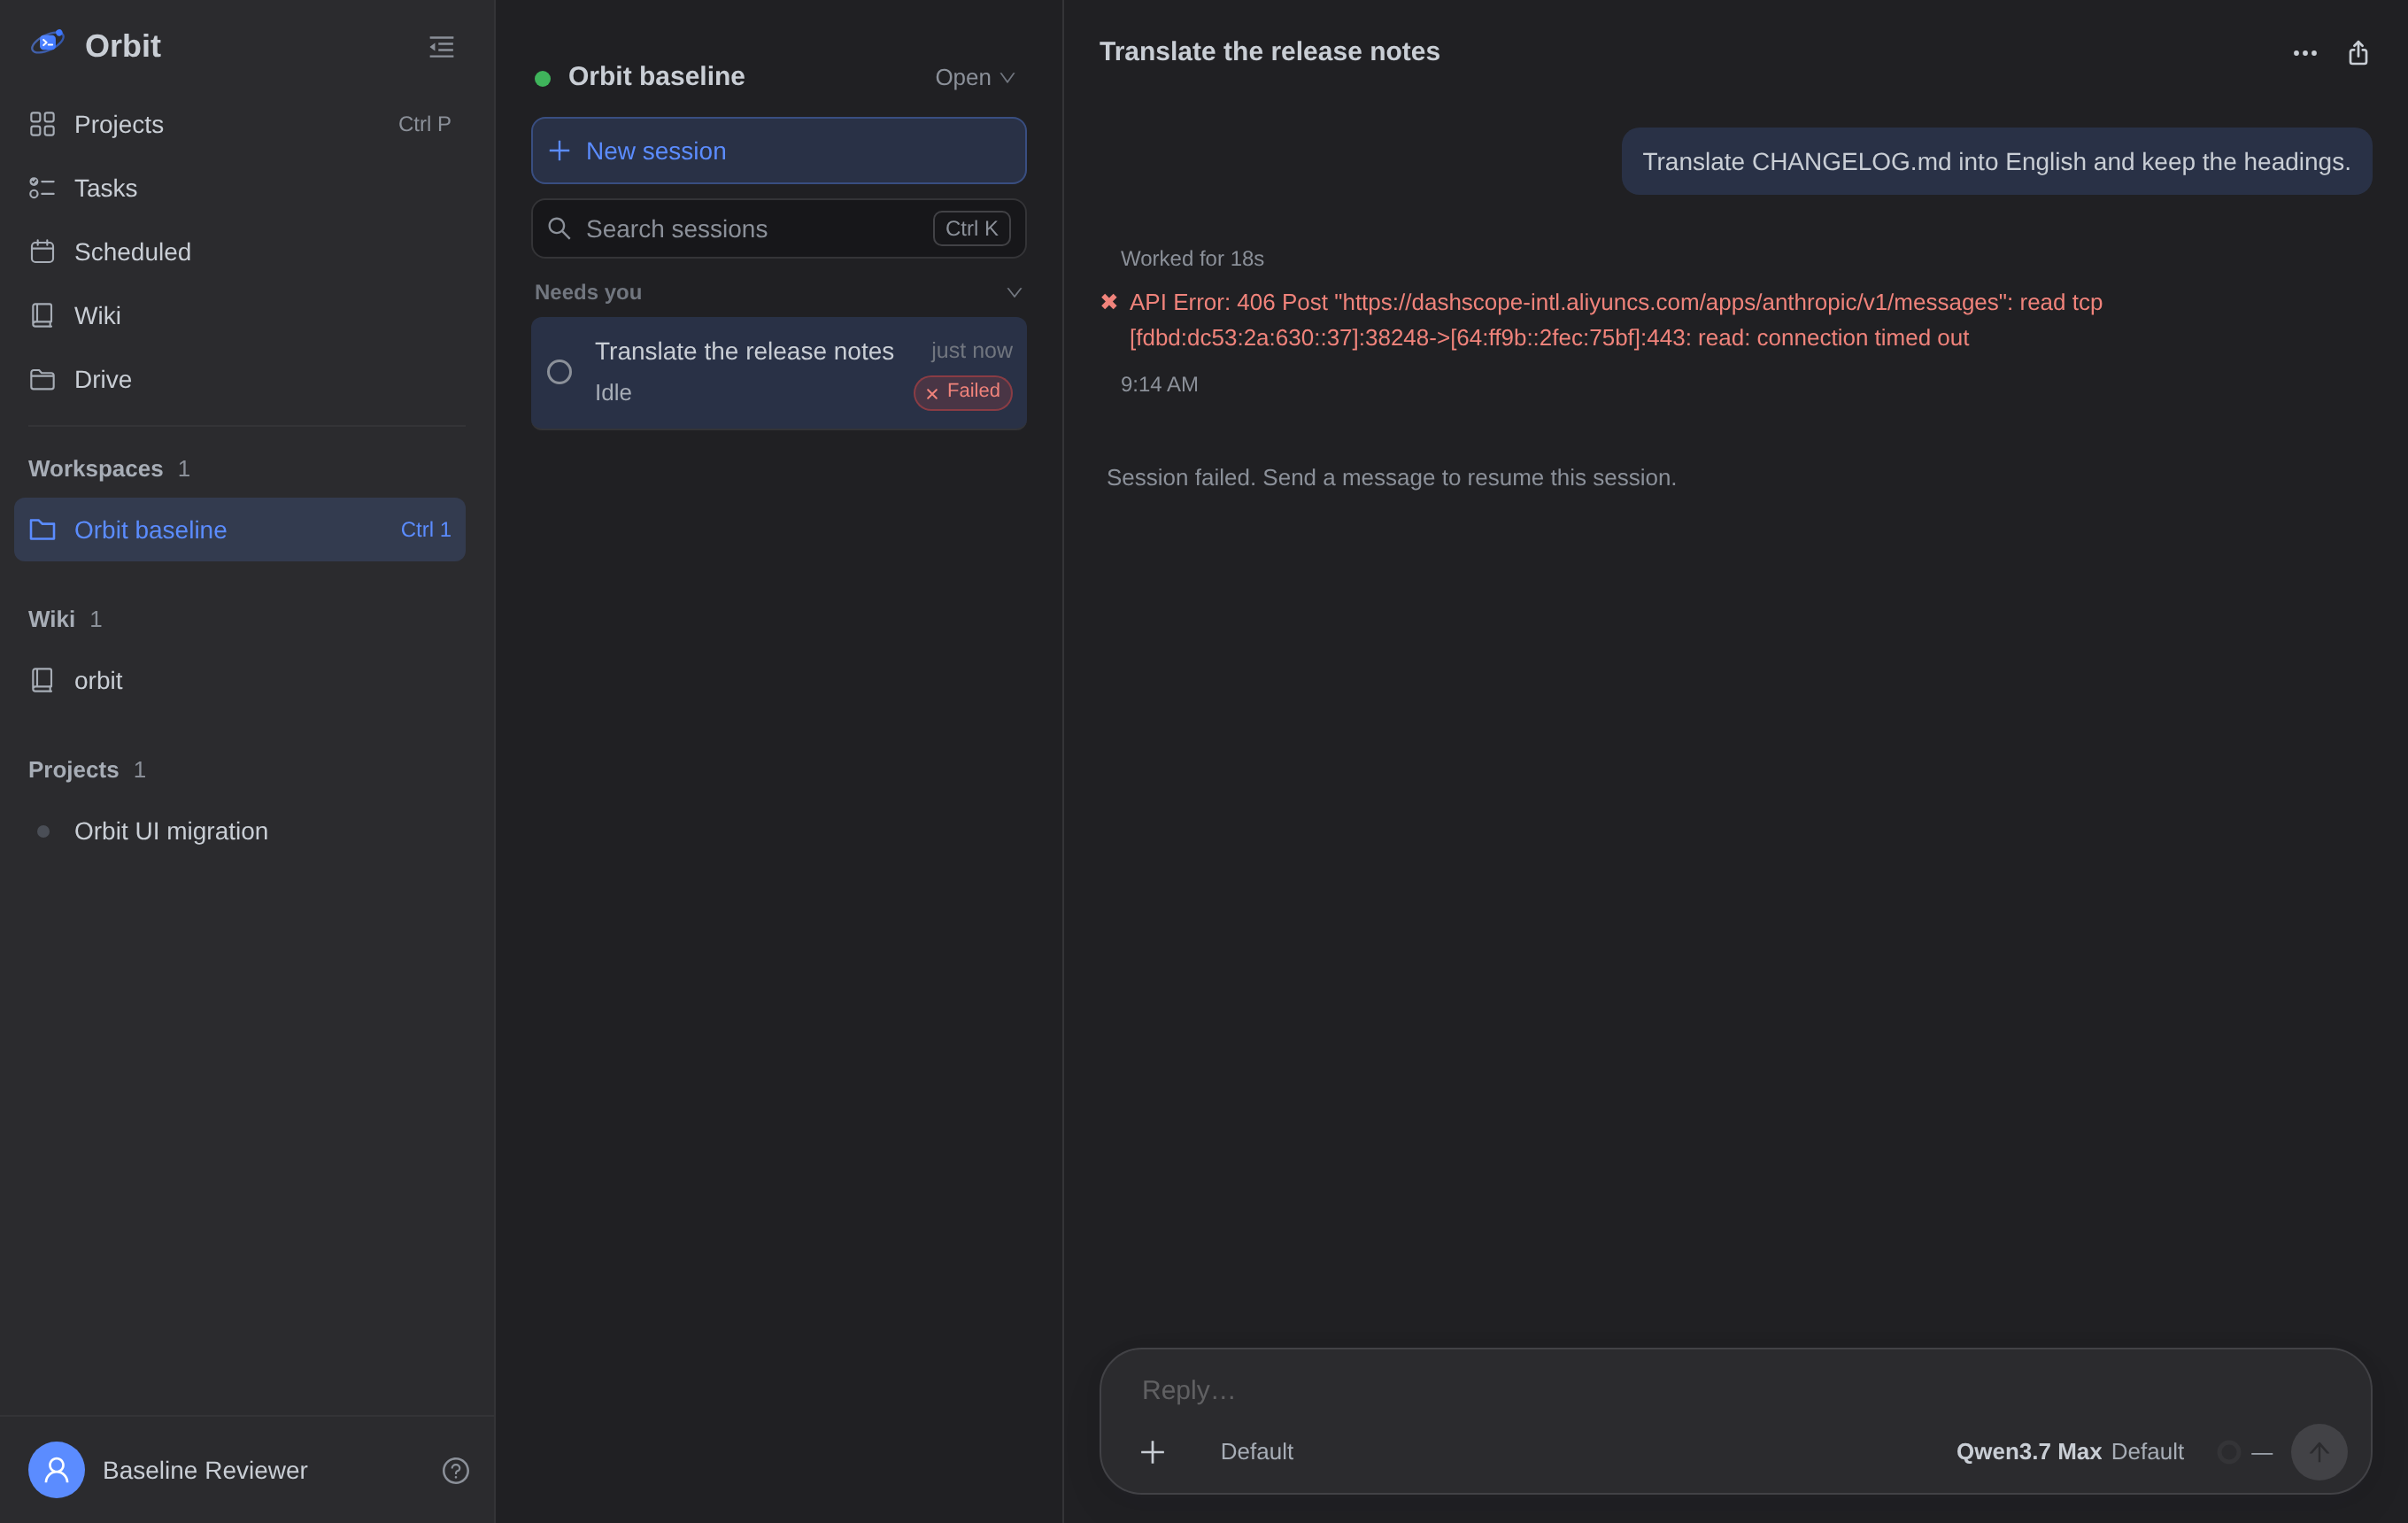 Orbit
Projects Ctrl P
Tasks
Scheduled
Wiki
Drive
Workspaces 1
Orbit baseline Ctrl 1
Wiki 1
orbit
Projects 1
Orbit UI migration
Baseline Reviewer
Orbit baseline Open
New session
Search sessions Ctrl K
Needs you
Translate the release notes just now
Idle Failed
Translate the release notes
Translate CHANGELOG.md into English and keep the headings.
Worked for 18s
✖ API Error: 406 Post "https://dashscope-intl.aliyuncs.com/apps/anthropic/v1/messages": read tcp
[fdbd:dc53:2a:630::37]:38248->[64:ff9b::2fec:75bf]:443: read: connection timed out
9:14 AM
Session failed. Send a message to resume this session.
Reply…
Default Qwen3.7 Max Default —